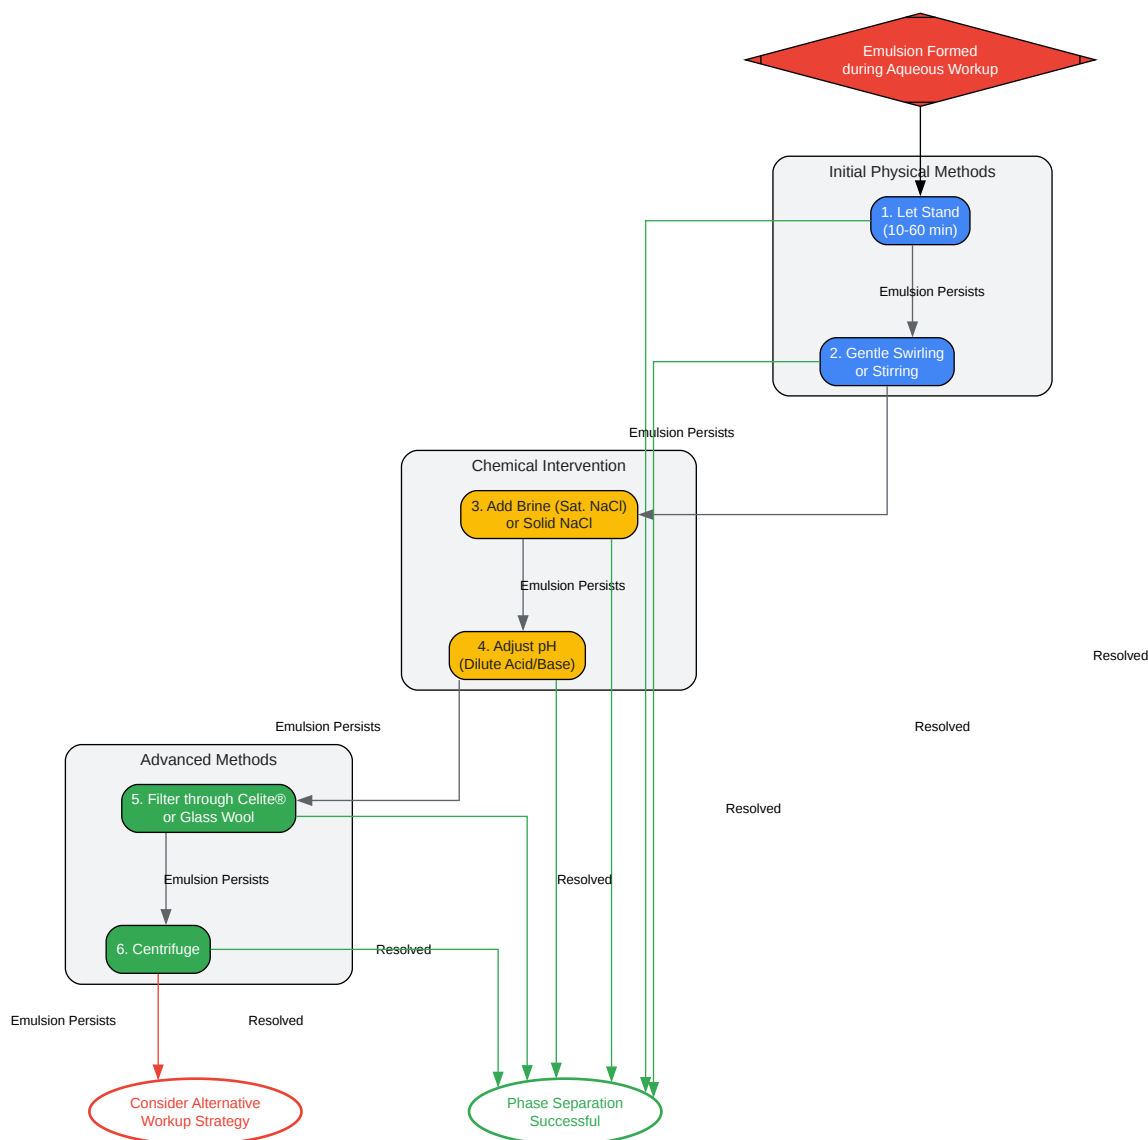 Emulsion Formed
during Aqueous Workup
Initial Physical Methods
1. Let Stand
(10-60 min)
Emulsion Persists
2. Gentle Swirling
or Stirring
Emulsion Persists
Chemical Intervention
3. Add Brine (Sat. NaCl)
or Solid NaCl
Emulsion Persists
4. Adjust pH
(Dilute Acid/Base)
Resolved
Emulsion Persists
Resolved
Advanced Methods
5. Filter through Celite®
or Glass Wool
Resolved
Emulsion Persists
Resolved
6. Centrifuge
Resolved
Emulsion Persists
Resolved
Consider Alternative
Workup Strategy
Phase Separation
Successful